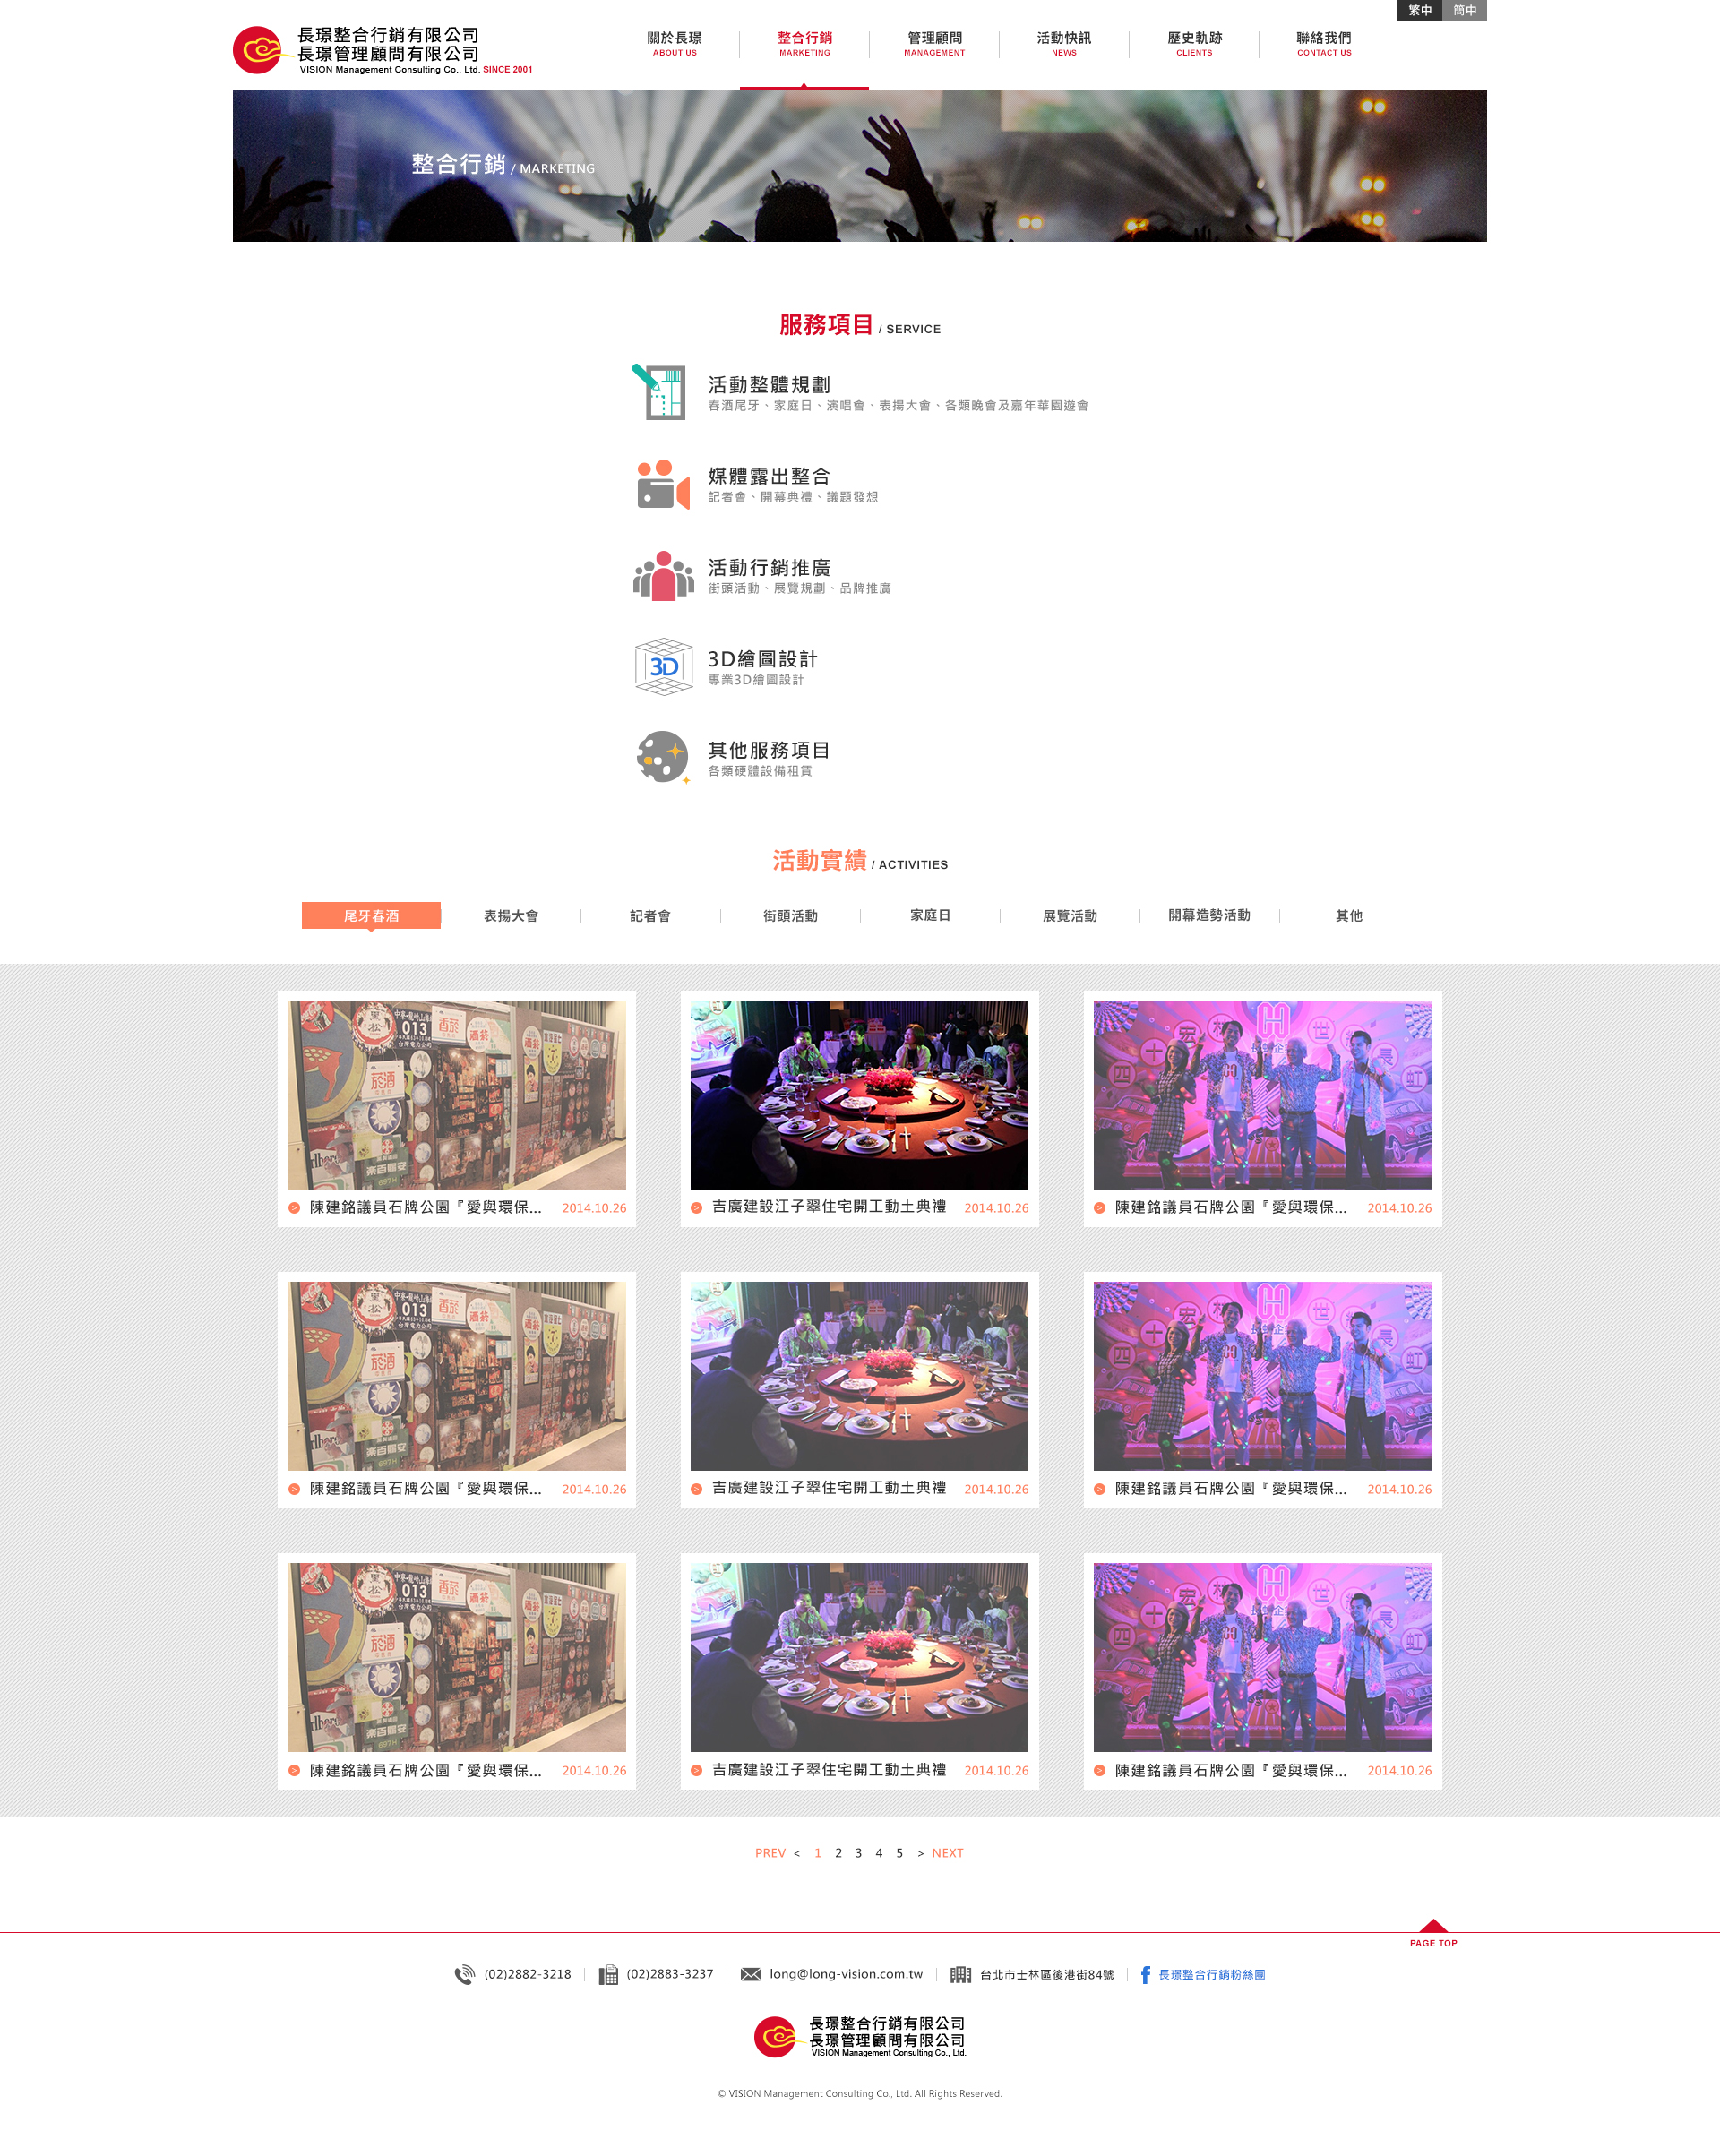 繁中
簡中
長璟整合行銷有限公司
長璟管理顧問有限公司
VISION Management Consulting Co., Ltd. SINCE 2001
關於長璟
ABOUT US
整合行銷
MARKETING
管理顧問
MANAGEMENT
活動快訊
NEWS
歷史軌跡
CLIENTS
聯絡我們
CONTACT US
整合行銷 / MARKETING
服務項目 / SERVICE
活動整體規劃
春酒尾牙、家庭日、演唱會、表揚大會、各類晚會及嘉年華園遊會
媒體露出整合
記者會、開幕典禮、議題發想
活動行銷推廣
街頭活動、展覽規劃、品牌推廣
3D
3D繪圖設計
專業3D繪圖設計
其他服務項目
各類硬體設備租賃
活動實績 / ACTIVITIES
尾牙春酒
表揚大會
記者會
街頭活動
家庭日
展覽活動
開幕造勢活動
其他
陳建銘議員石牌公園『愛與環保... 2014.10.26
吉廣建設江子翠住宅開工動土典禮 2014.10.26
陳建銘議員石牌公園『愛與環保... 2014.10.26
陳建銘議員石牌公園『愛與環保... 2014.10.26
吉廣建設江子翠住宅開工動土典禮 2014.10.26
陳建銘議員石牌公園『愛與環保... 2014.10.26
陳建銘議員石牌公園『愛與環保... 2014.10.26
吉廣建設江子翠住宅開工動土典禮 2014.10.26
陳建銘議員石牌公園『愛與環保... 2014.10.26
PREV < 1 2 3 4 5 > NEXT
PAGE TOP
(02)2882-3218
(02)2883-3237
long@long-vision.com.tw
台北市士林區後港街84號
長璟整合行銷粉絲團
長璟整合行銷有限公司
長璟管理顧問有限公司
VISION Management Consulting Co., Ltd.
© VISION Management Consulting Co., Ltd. All Rights Reserved.